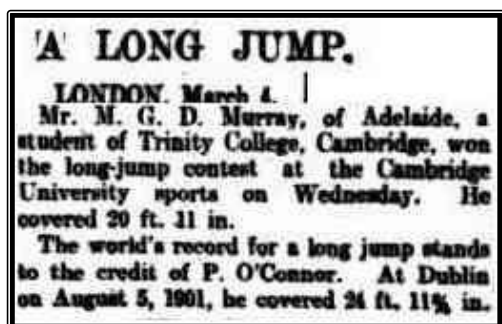 A LONG JUMP.
LONDON, March 4.
Mr. M. G. D. Murray, of Adelaide, a
student of Trinity College, Cambridge, won
the long-jump contest at the Cambridge
University sports on Wednesday. He
covered 20 ft. 11 in.
The world's record for a long jump stands
to the credit of P. O'Connor. At Dublin
on August 5, 1901, he covered 24 ft. 11¾ in.